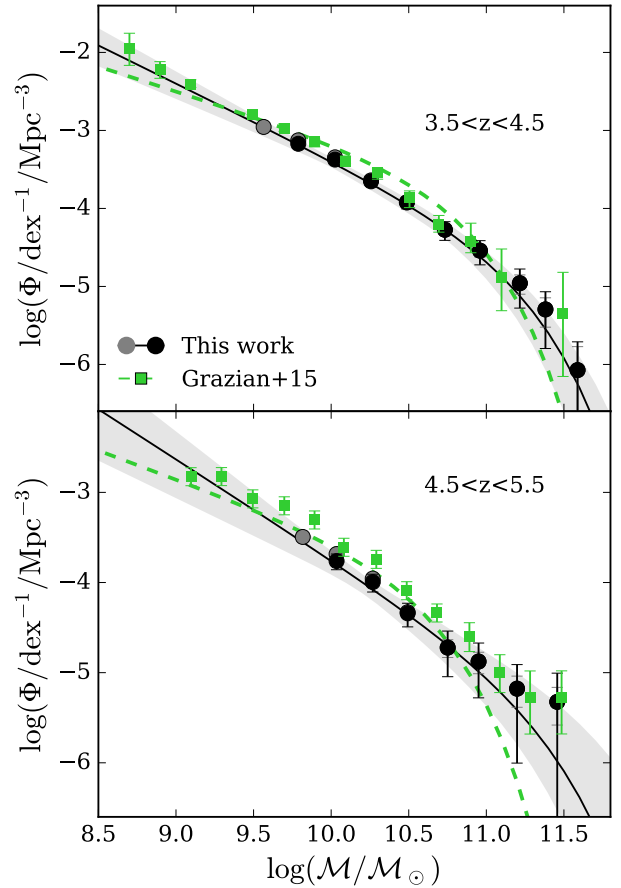 −2
−3
−4
−5
−6
log(Φ/dex⁻¹/Mpc⁻³)
3.5<z<4.5
This work
Grazian+15
−3
−4
−5
−6
log(Φ/dex⁻¹/Mpc⁻³)
4.5<z<5.5
8.5 9.0 9.5 10.0 10.5 11.0 11.5
log(ℳ/ℳ⊙)